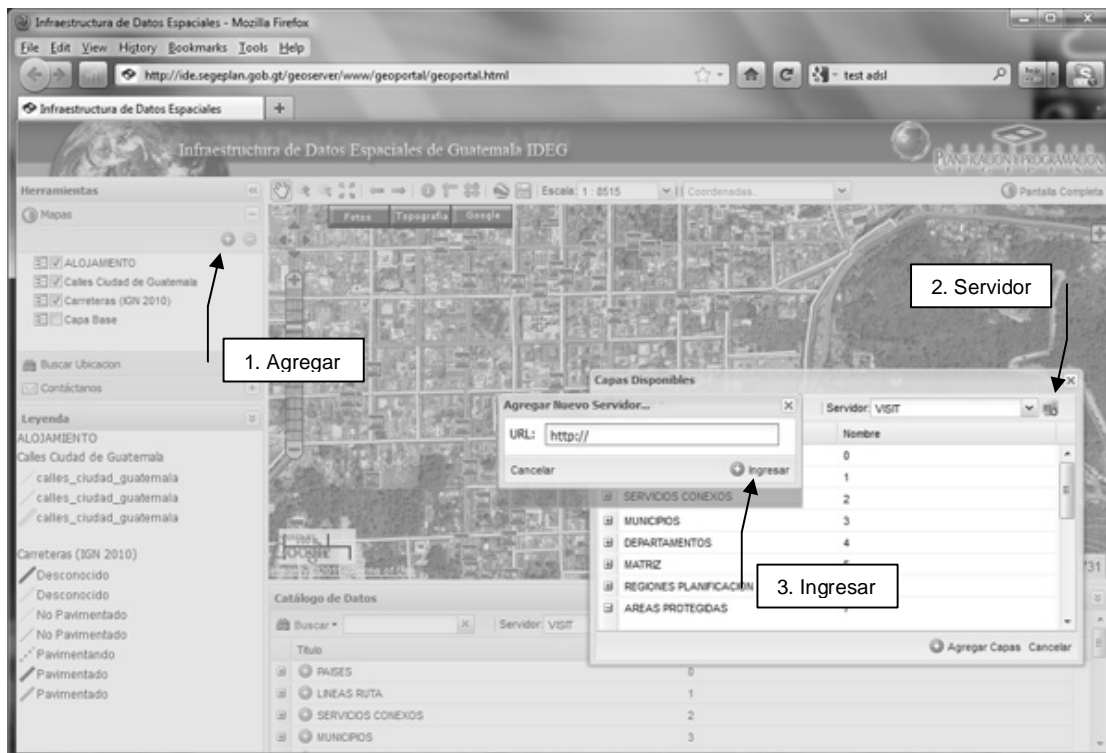 Infraestructura de Datos Espaciales - Mozilla Firefox
File Edit View History Bookmarks Tools Help
http://ide.segeplan.gob.gt/geoserver/www/geoportal/geoportal.html
test adsl
Infraestructura de Datos Espaciales
Infraestructura de Datos Espaciales de Guatemala IDEG
PLANIFICACION Y PROGRAMACION
Herramientas
Escala: 1 : 8515
Coordenadas.
Pantalla Completa
Mapas
Fotos Topografia Google
ALOJAMIENTO
Calles Ciudad de Guatemala
Carreteras (IGN 2010)
Capa Base
2. Servidor
1. Agregar
Buscar Ubicacion
Contáctanos
Capas Disponibles
Agregar Nuevo Servidor...
Servidor: VISIT
URL: http://
Nombre
Cancelar Ingresar
0
1
SERVICIOS CONEXOS 2
MUNICIPIOS 3
DEPARTAMENTOS 4
MATRIZ
REGIONES PLANIFICACION
3. Ingresar
AREAS PROTEGIDAS
Agregar Capas Cancelar
Leyenda
ALOJAMIENTO
Calles Ciudad de Guatemala
calles_ciudad_guatemala
calles_ciudad_guatemala
calles_ciudad_guatemala
Carreteras (IGN 2010)
Desconocido
Desconocido
No Pavimentado
No Pavimentado
Pavimentando
Pavimentado
Pavimentado
Catálogo de Datos
Buscar Servidor: VISIT
Titulo
PAISES 0
LINEAS RUTA 1
SERVICIOS CONEXOS 2
MUNICIPIOS 3